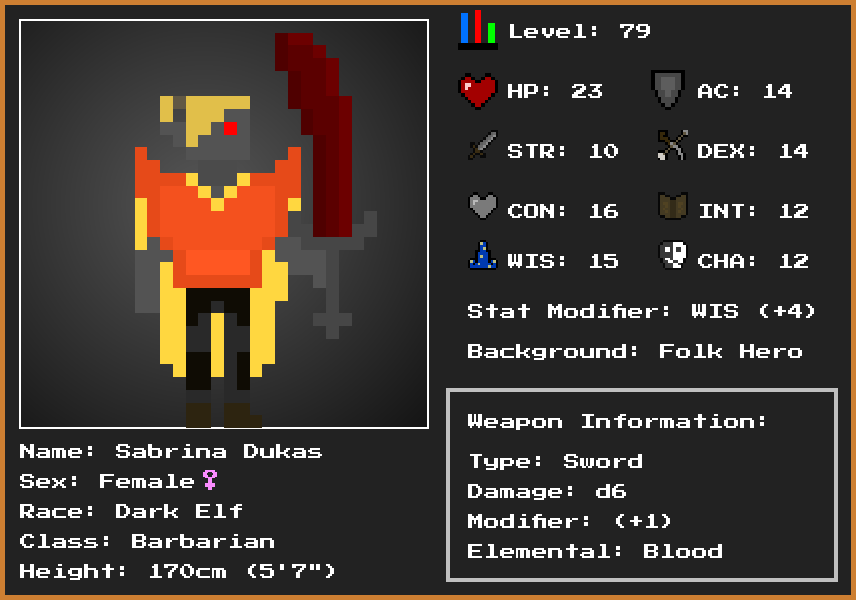 Level: 79
HP: 23 AC: 14
STR: 10 DEX: 14
CON: 16 INT: 12
WIS: 15 CHA: 12
Stat Modifier: WIS (+4)
Background: Folk Hero
Weapon Information:
Type: Sword
Damage: d6
Modifier: (+1)
Elemental: Blood
Name: Sabrina Dukas
Sex: Female♀
Race: Dark Elf
Class: Barbarian
Height: 170cm (5'7")